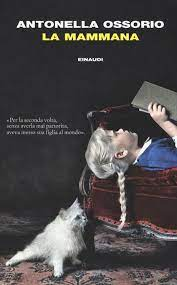 ANTONELLA OSSORIO
LA MAMMANA
EINAUDI
«Per la seconda volta,
senza averla mai partorita,
aveva messo sua figlia al mondo».